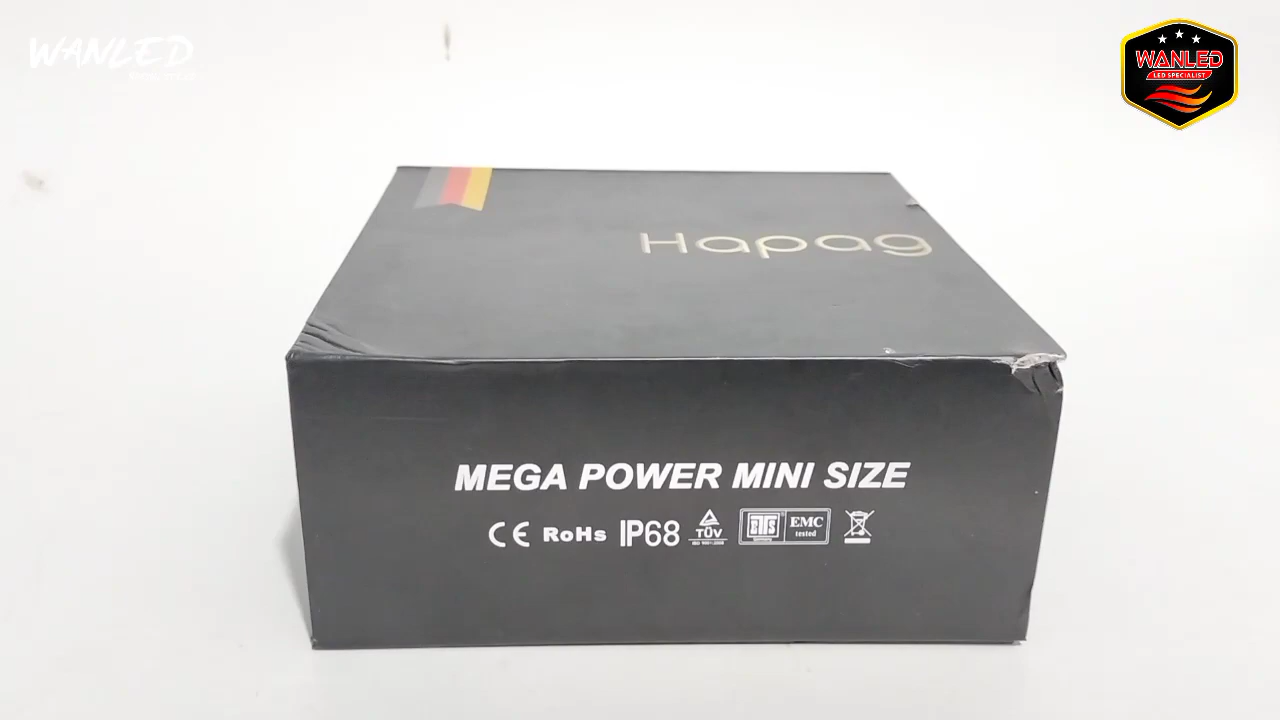 WANLED
WANLED
LED SPECIALIST
Hapag
MEGA POWER MINI SIZE
CE RoHs IP68 TÜV EMC
tested